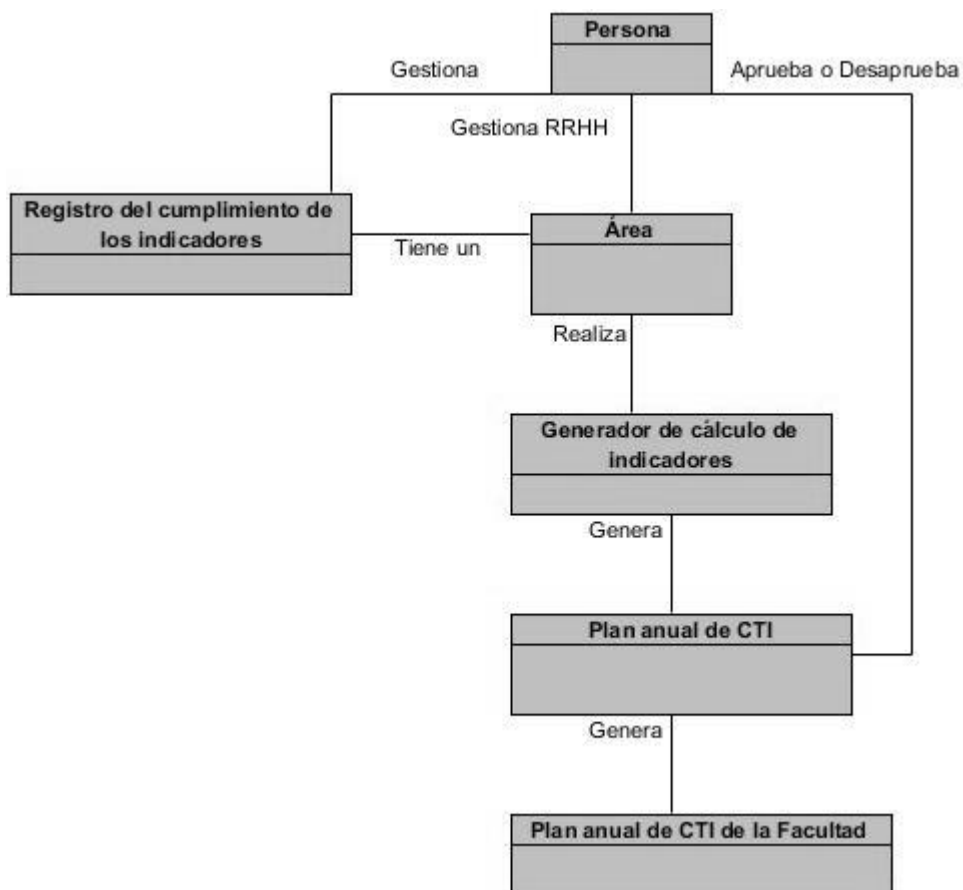 Persona
Gestiona
Aprueba o Desaprueba
Gestiona RRHH
Registro del cumplimiento de
los indicadores
Área
Tiene un
Realiza
Generador de cálculo de
indicadores
Genera
Plan anual de CTI
Genera
Plan anual de CTI de la Facultad